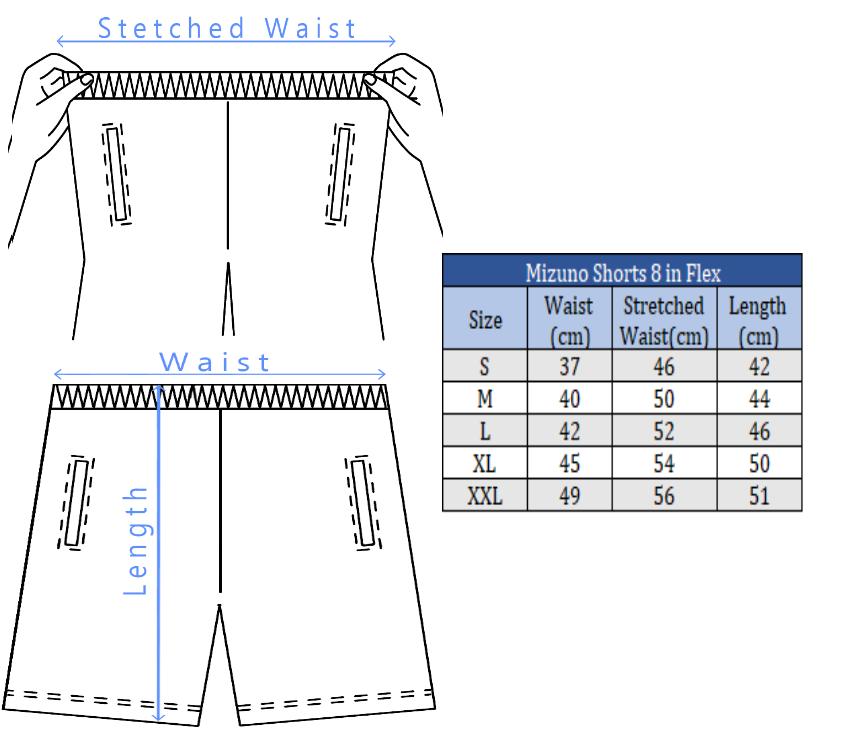 Stetched Waist
Waist
Length
Mizuno Shorts 8 in Flex
Size Waist (cm) Stretched Waist(cm) Length (cm)
S 37 46 42
M 40 50 44
L 42 52 46
XL 45 54 50
XXL 49 56 51